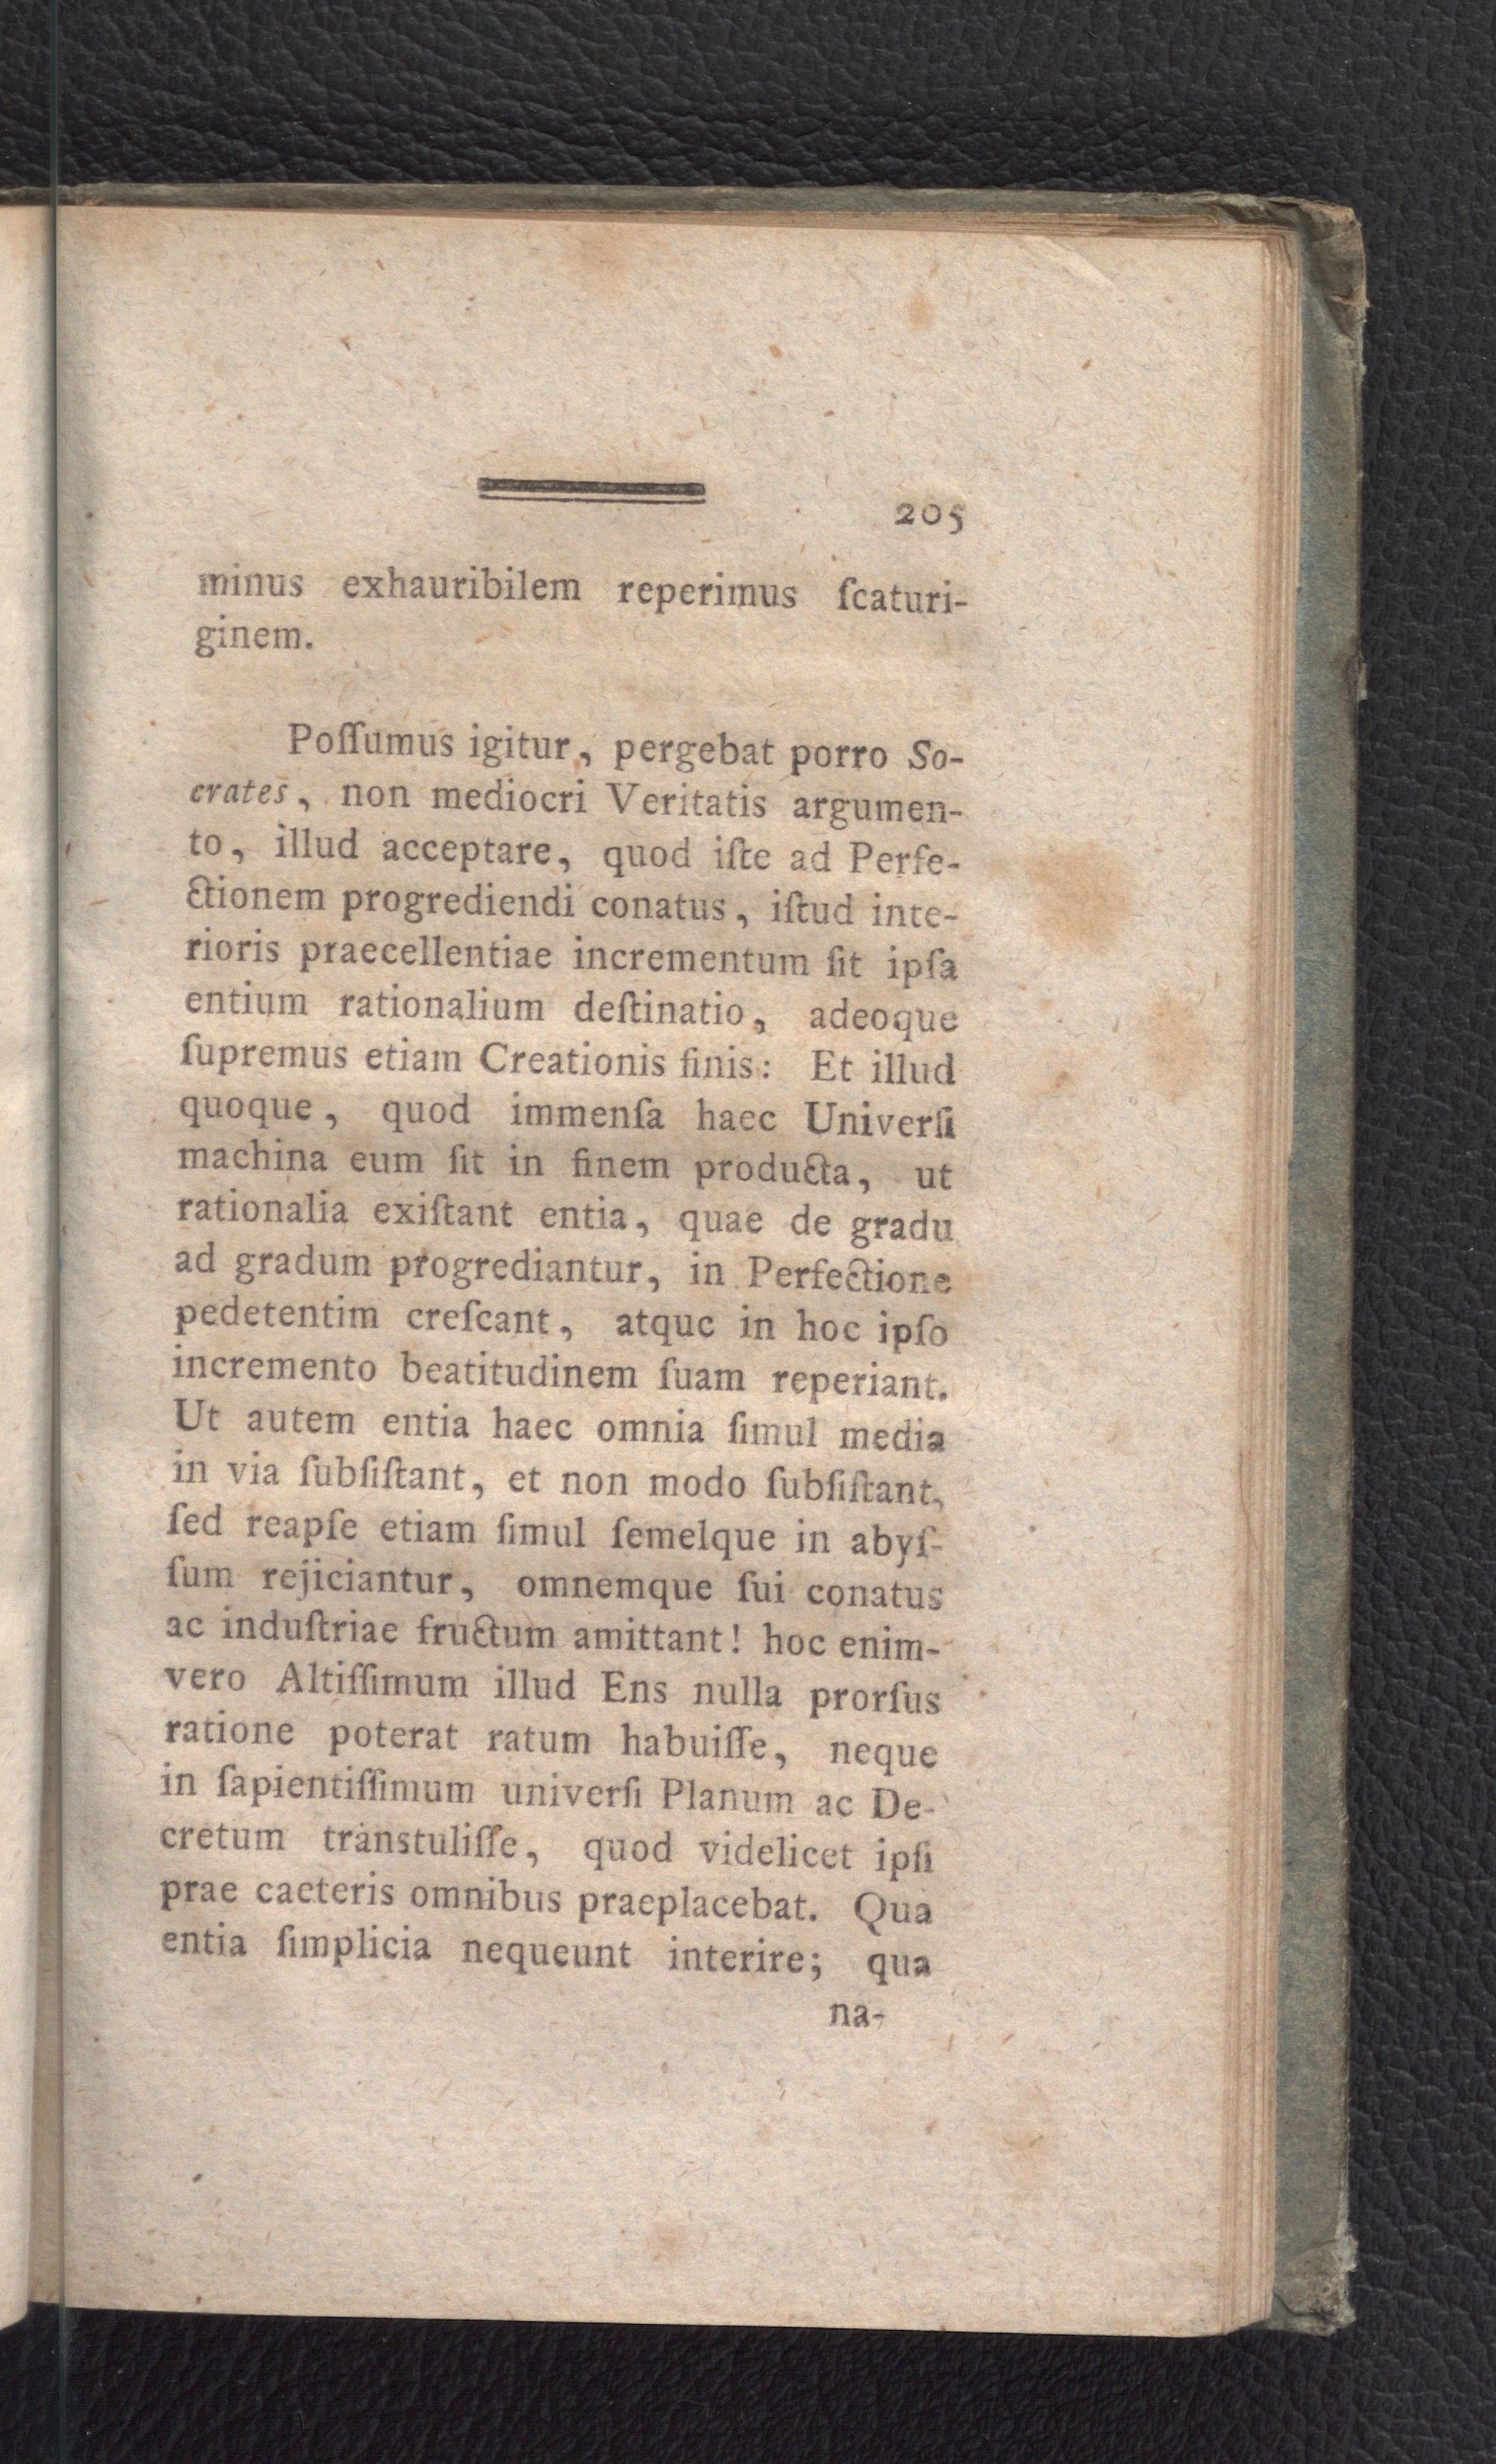 205
minus exhauribilem reperimus ſcaturi-
ginem.
Poſſumus igitur, pergebat porro So-
crates, non mediocri Veritatis argumen-
to, illud acceptare, quod iſte ad Perfe-
ctionem progrediendi conatus, iſtud inte-
rioris praecellentiae incrementum ſit ipſa
entium rationalium deſtinatio, adeoque
ſupremus etiam Creationis finis: Et illud
quoque, quod immenſa haec Univerſi
machina eum ſit in finem producta, ut
rationalia exiſtant entia, quae de gradu
ad gradum progrediantur, in Perfectione
pedetentim creſcant, atque in hoc ipſo
incremento beatitudinem ſuam reperiant.
Ut autem entia haec omnia ſimul media
in via ſubſiſtant, et non modo ſubſiſtant,
ſed reapſe etiam ſimul ſemelque in abyſ-
ſum rejiciantur, omnemque ſui conatus
ac induſtriae fructum amittant! hoc enim-
vero Altiſſimum illud Ens nulla prorſus
ratione poterat ratum habuiſſe, neque
in ſapientiſſimum univerſi Planum ac De-
cretum transtuliſſe, quod videlicet ipſi
prae caeteris omnibus praeplacebat. Qua
entia ſimplicia nequeunt interire; qua
na-